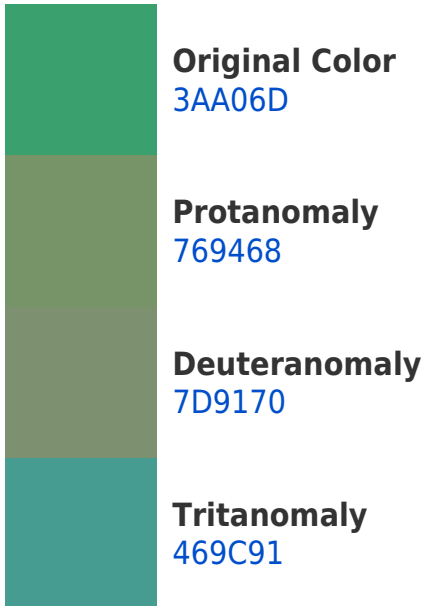 Original Color
3AA06D
Protanomaly
769468
Deuteranomaly
7D9170
Tritanomaly
469C91